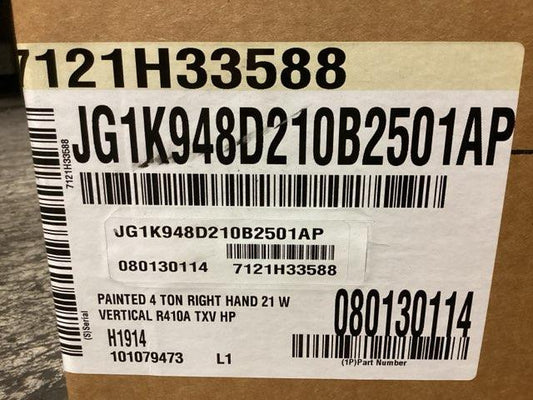 7121H33588
JG1K948D210B2501AP
7121H33588
JG1K948D210B2501AP
080130114 7121H33588
PAINTED 4 TON RIGHT HAND 21 W
VERTICAL R410A TXV HP
080130114
H1914
101079473 L1
(1P)Part Number
(S)Serial